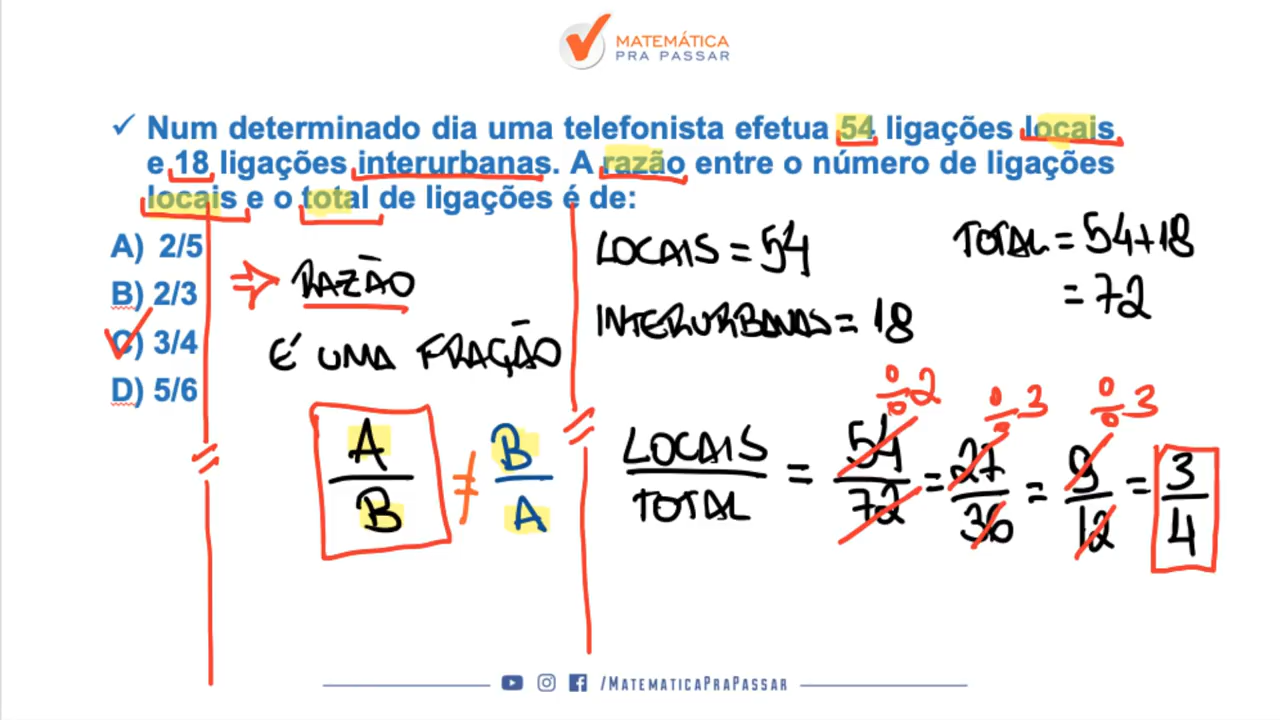 MATEMÁTICA
PRA PASSAR
✓ Num determinado dia uma telefonista efetua 54 ligações locais
e 18 ligações interurbanas. A razão entre o número de ligações
locais e o total de ligações é de:
A) 2/5
B) 2/3
C) 3/4
D) 5/6
⇒ RAZÃO
É UMA FRAÇÃO
A/B ≠ B/A
LOCAIS = 54
INTERURBANAS = 18
TOTAL = 54+18
= 72
÷2 ÷3 ÷3
LOCAIS/TOTAL = 54/72 = 27/36 = 9/12 = 3/4
/MATEMATICAPRAPASSAR